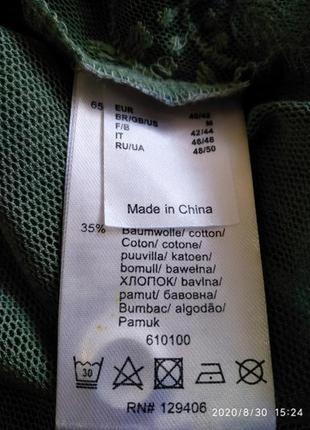 65
EUR 40/42
BR/GB/US M
F/B 42/44
IT 46/48
RU/UA 48/50
Made in China
35% Baumwolle/ cotton/
Coton/ cotone/
puuvilla/ katoen/
bomull/ bawełna/
ХЛОПОК/ bavlna/
pamut/ бавовна/
Bumbac/ algodão/
Pamuk
610100
30
RN# 129406
2020/8/30 15:24